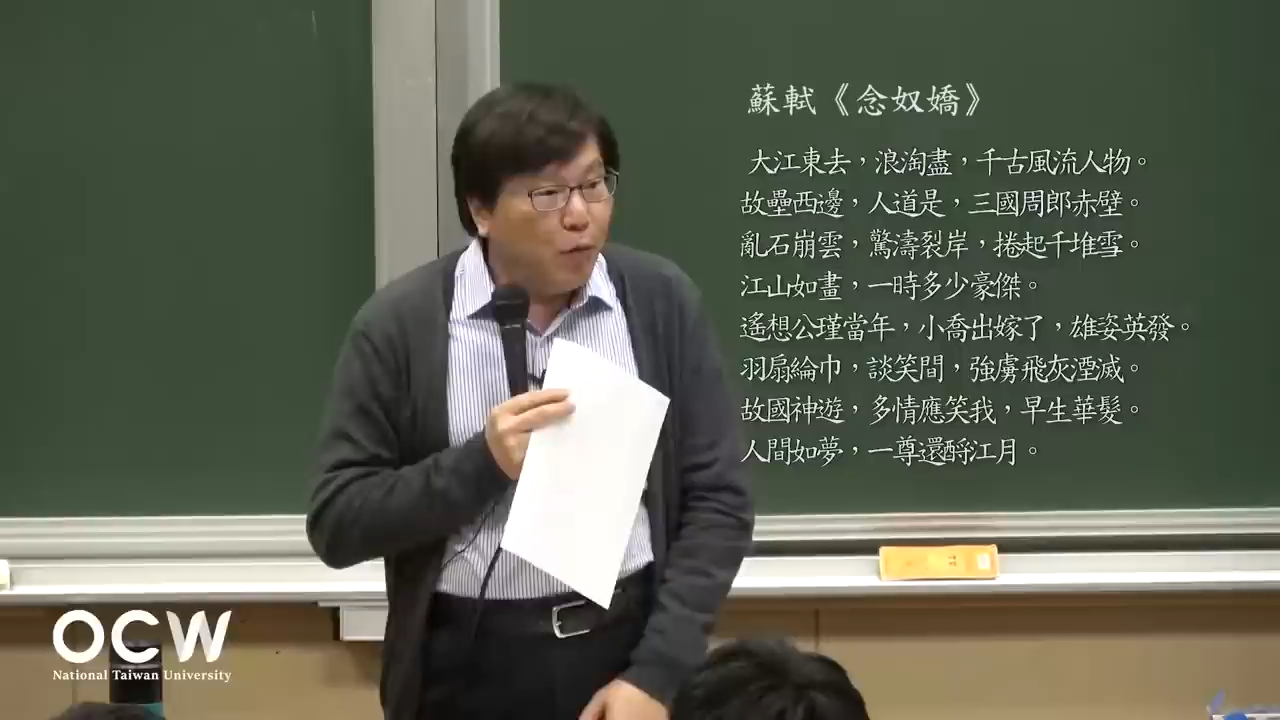 蘇軾《念奴嬌》
大江東去，浪淘盡，千古風流人物。
故壘西邊，人道是，三國周郎赤壁。
亂石崩雲，驚濤裂岸，捲起千堆雪。
江山如畫，一時多少豪傑。
遙想公瑾當年，小喬出嫁了，雄姿英發。
羽扇綸巾，談笑間，強虜飛灰湮滅。
故國神遊，多情應笑我，早生華髮。
人間如夢，一尊還酹江月。
OCW
National Taiwan University